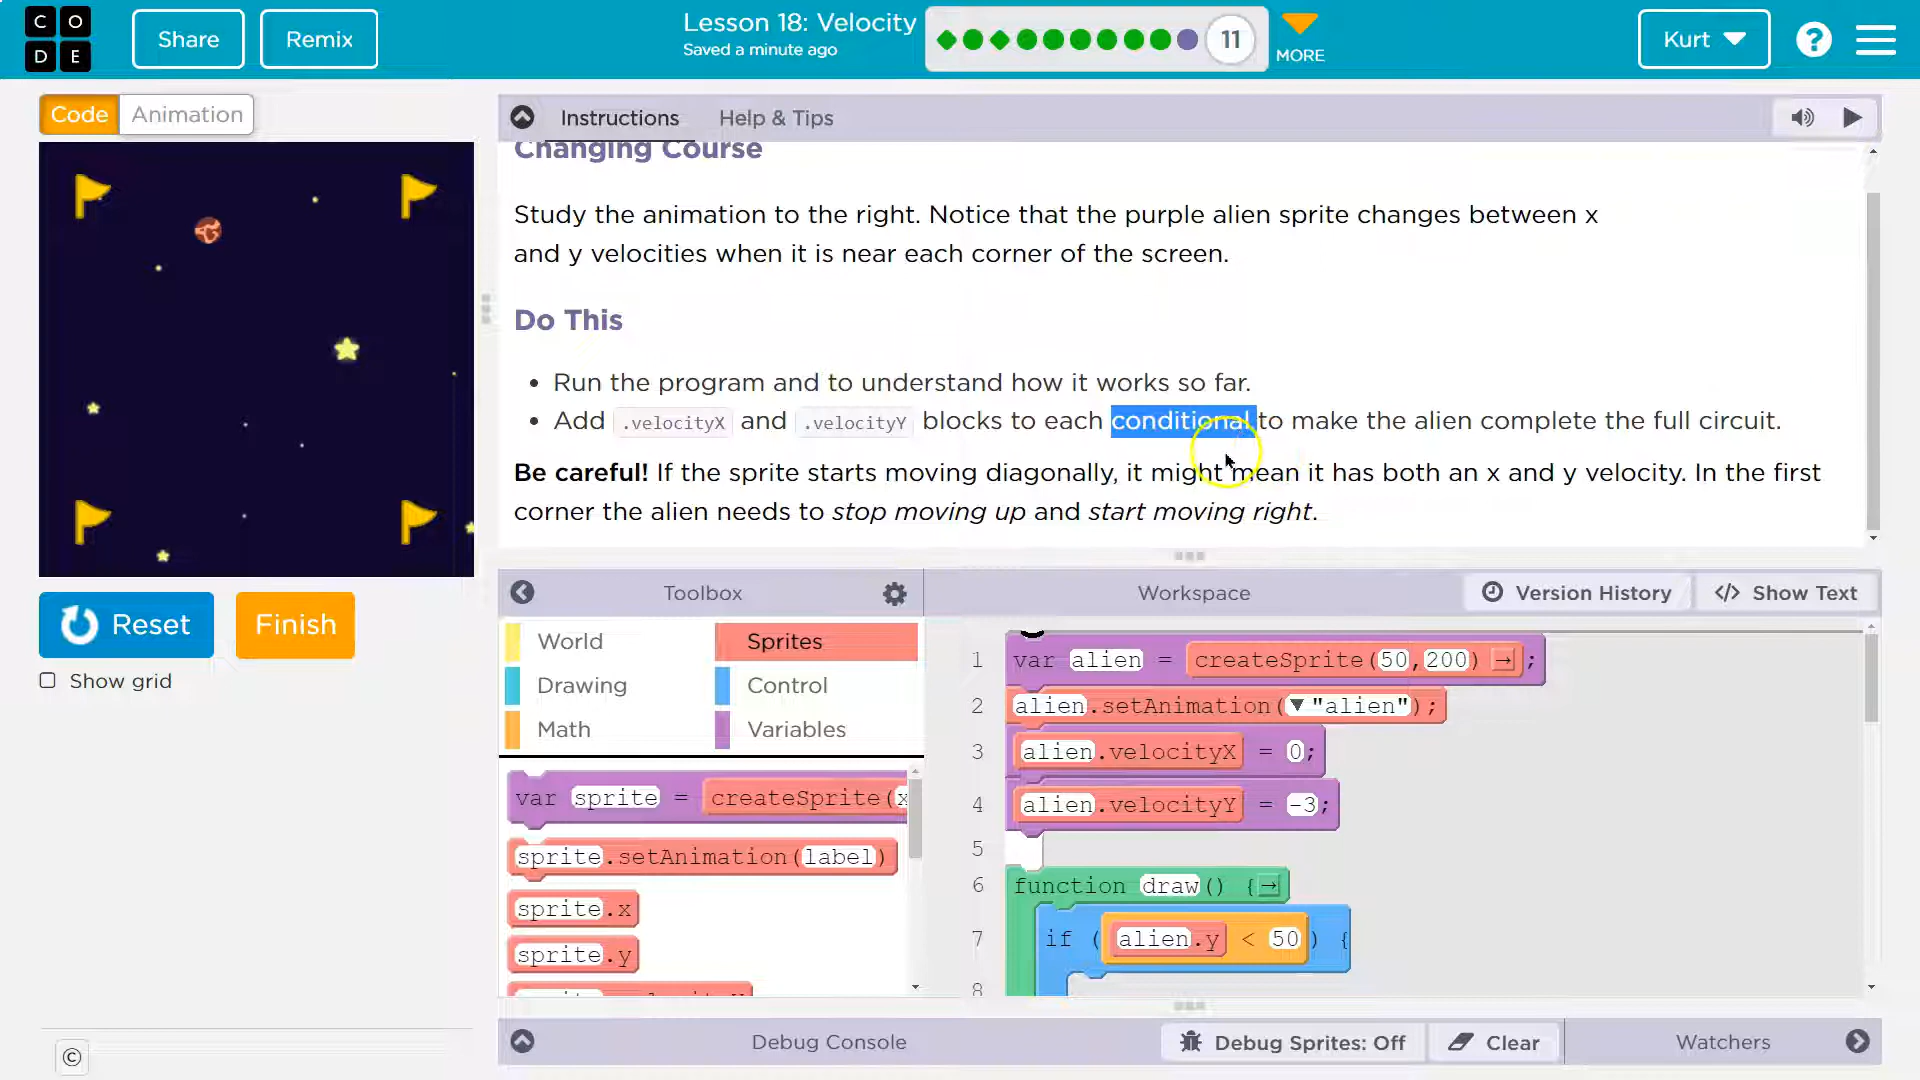 C O
D E
Share
Remix
Lesson 18: Velocity
Saved a minute ago
11
MORE
Kurt
?
Code
Animation
Instructions
Help & Tips
Changing Course
Study the animation to the right. Notice that the purple alien sprite changes between x
and y velocities when it is near each corner of the screen.
Do This
Run the program and to understand how it works so far.
Add .velocityX and .velocityY blocks to each conditional to make the alien complete the full circuit.
Be careful! If the sprite starts moving diagonally, it might mean it has both an x and y velocity. In the first
corner the alien needs to stop moving up and start moving right.
Reset
Finish
Show grid
Toolbox
World
Sprites
Drawing
Control
Math
Variables
var sprite = createSprite(x
sprite.setAnimation(label)
sprite.x
sprite.y
Workspace
Version History
</> Show Text
1 var alien = createSprite(50,200);
2 alien.setAnimation("alien");
3 alien.velocityX = 0;
4 alien.velocityY = -3;
5
6 function draw() {
7 if (alien.y < 50) {
8
Debug Console
Debug Sprites: Off
Clear
Watchers
©